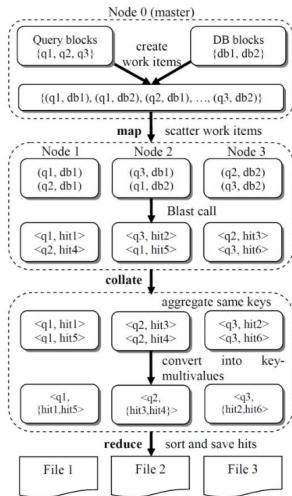 Node 0 (master)
Query blocks
{q1, q2, q3}
create
work items
DB blocks
{db1, db2}
{(q1, db1), (q1, db2), (q2, db1), …, (q3, db2)}
map scatter work items
Node 1 Node 2 Node 3
(q1, db1) (q3, db1) (q2, db2)
(q2, db1) (q1, db2) (q3, db2)
Blast call
<q1, hit1> <q3, hit2> <q2, hit3>
<q2, hit4> <q1, hit5> <q3, hit6>
collate
aggregate same keys
<q1, hit1> <q2, hit3> <q3, hit2>
<q1, hit5> <q2, hit4> <q3, hit6>
convert into key-
multivalues
<q1, <q2, <q3,
{hit1,hit5> {hit3,hit4}> {hit2,hit6>
reduce sort and save hits
File 1 File 2 File 3